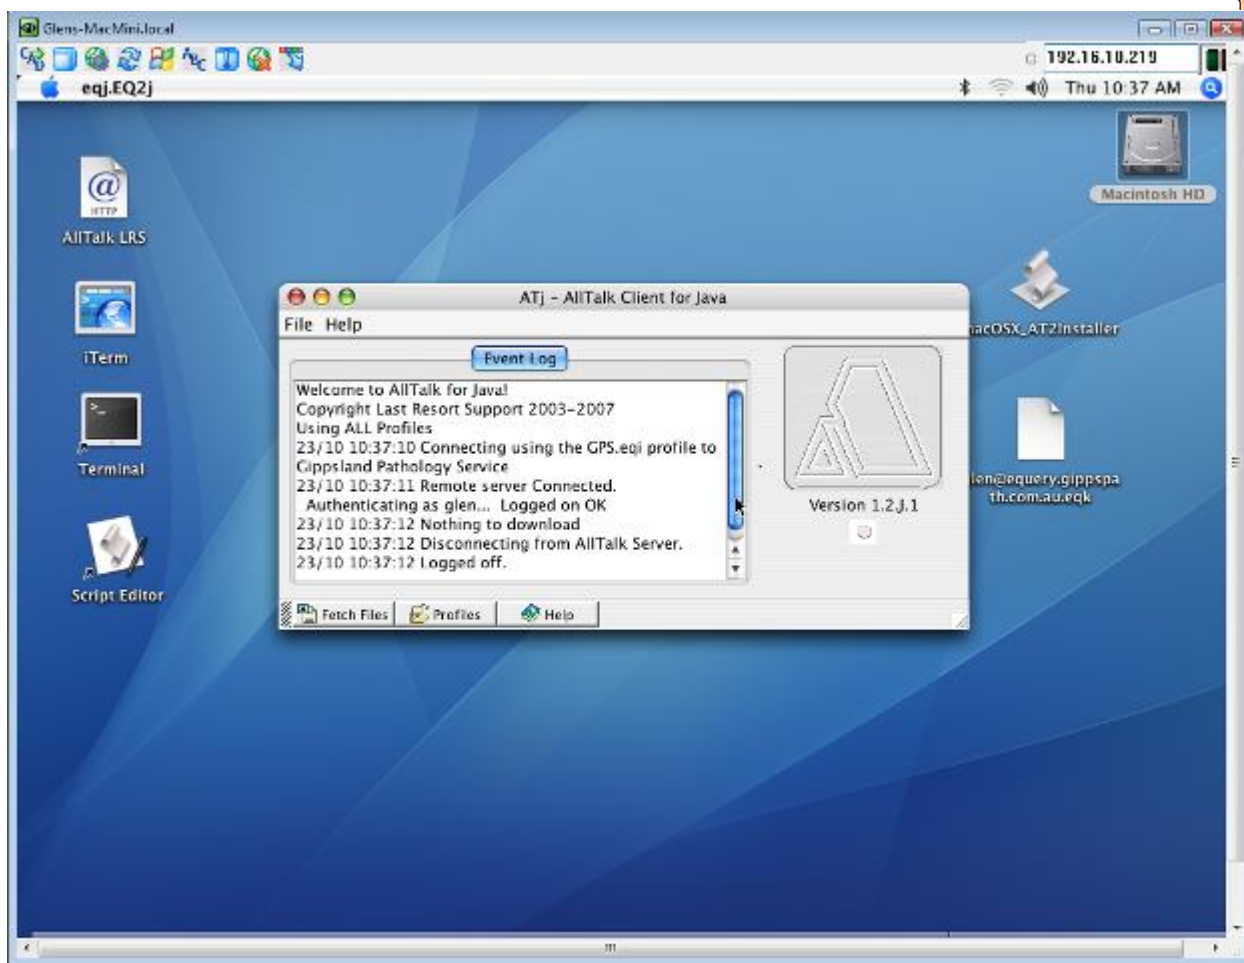 Glens-MacMini.local
192.16.10.219
eqj.EQ2j
Thu 10:37 AM
Macintosh HD
@
HTTP
AllTalk LRS
iTerm
Terminal
Script Editor
ATj - AllTalk Client for Java
File Help
Event Log
Welcome to AllTalk for Java!
Copyright Last Resort Support 2003-2007
Using ALL Profiles
23/10 10:37:10 Connecting using the GPS.eqi profile to
Gippsland Pathology Service
23/10 10:37:11 Remote server Connected.
Authenticating as glen... Logged on OK
23/10 10:37:12 Nothing to download
23/10 10:37:12 Disconnecting from AllTalk Server.
23/10 10:37:12 Logged off.
Version 1.2.J.1
Fetch Files
Profiles
Help
acOSX_AT2Installer
len@equery.gippspa
th.com.au.eqk